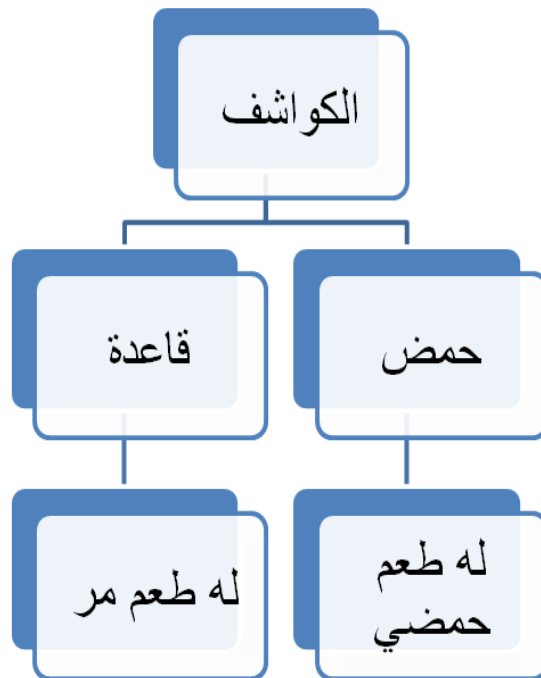 الكواشف
حمض
قاعدة
له طعم
حمضي
له طعم مر